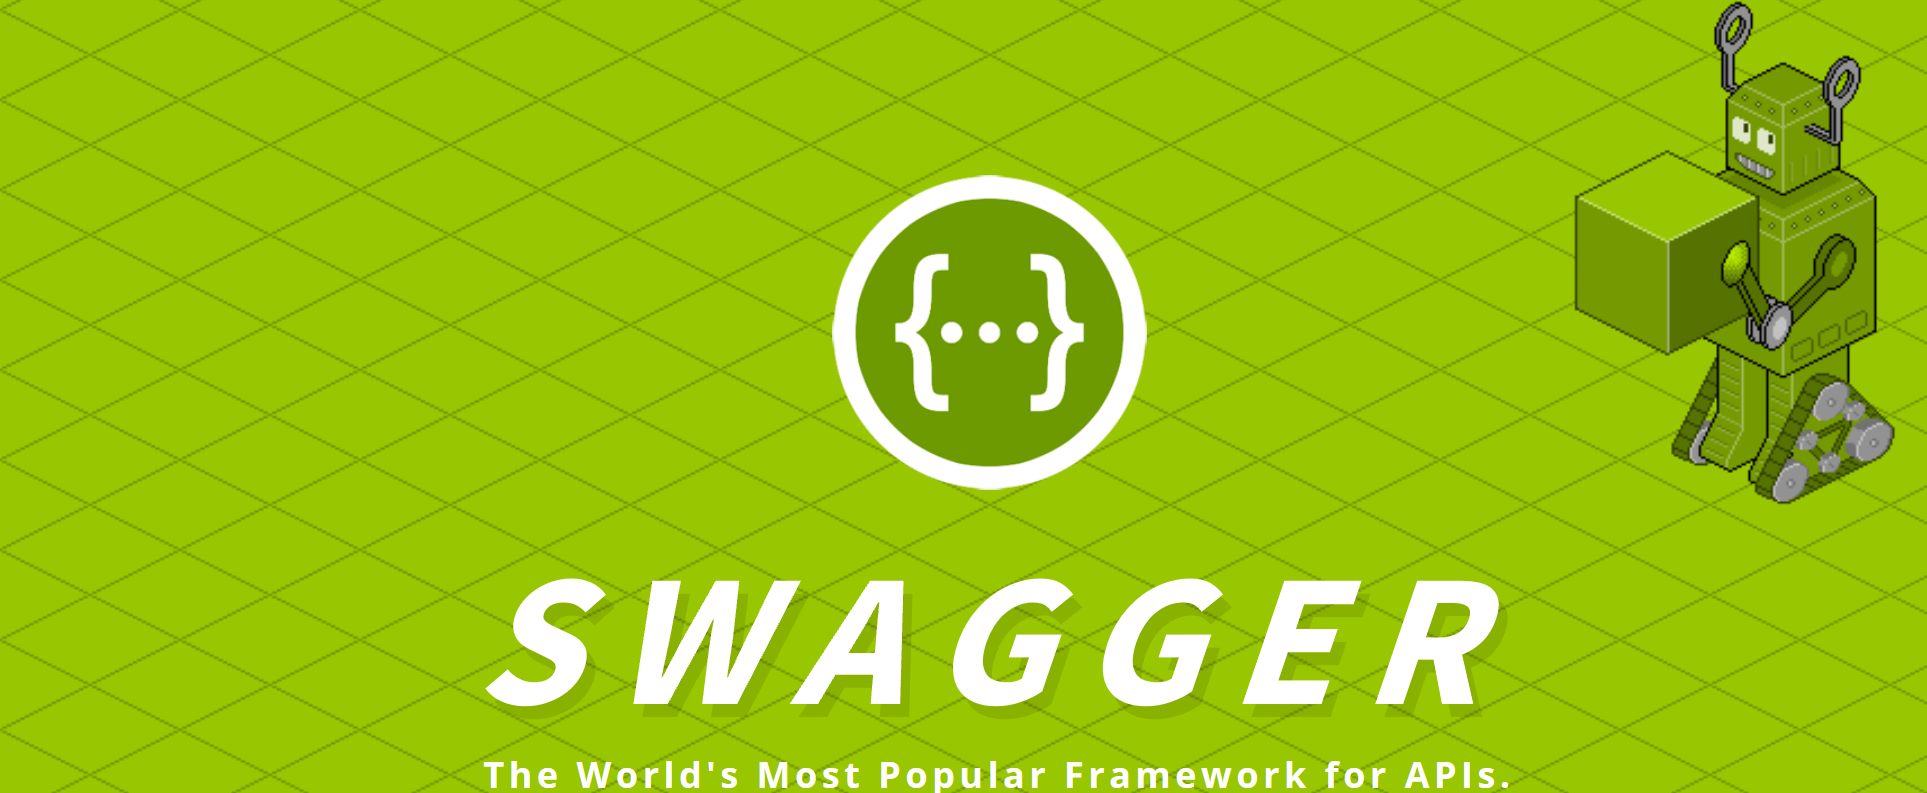 {...}
SWAGGER
The World's Most Popular Framework for APIs.